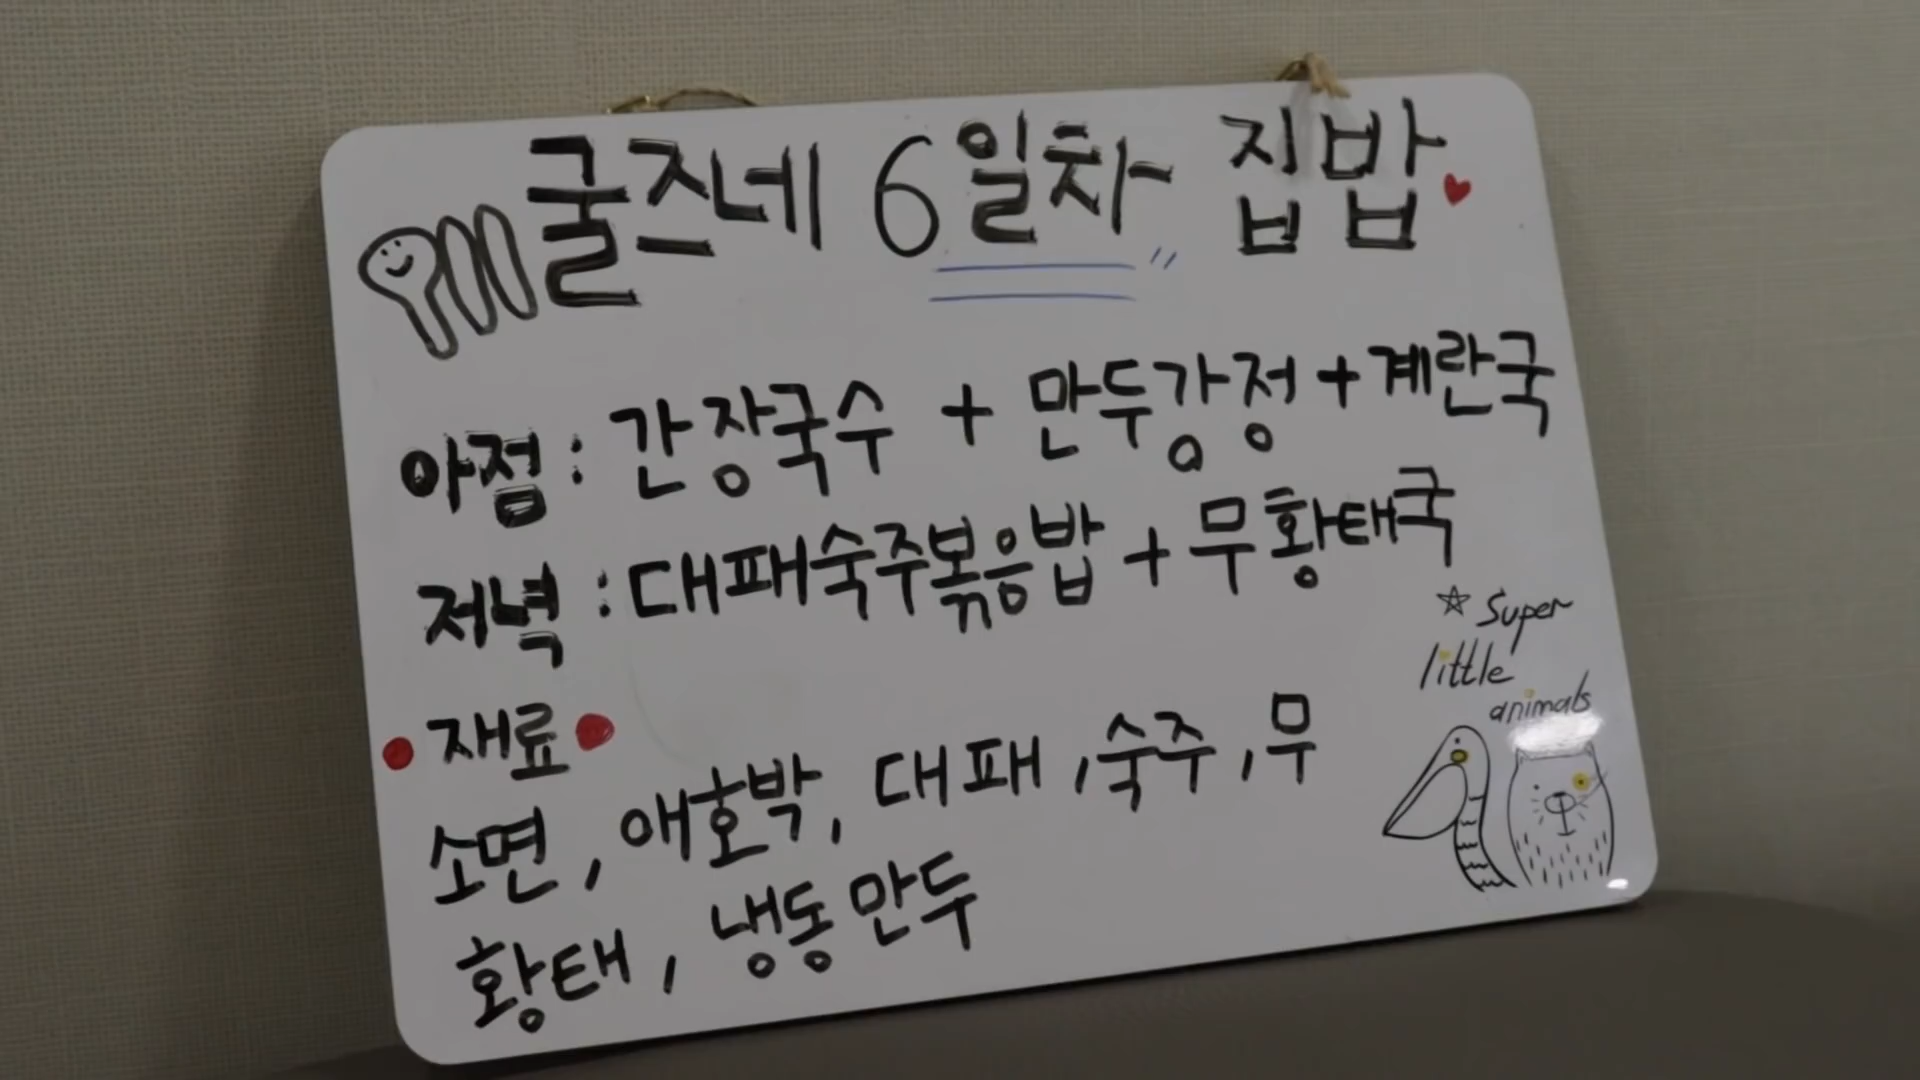 굴즈네 6일차 집밥
아점 : 간장국수 + 만두강정 + 계란국
저녁 : 대패숙주볶음밥 + 무황태국
재료
소면, 애호박, 대패, 숙주, 무
황태, 냉동만두
Super
little
animals